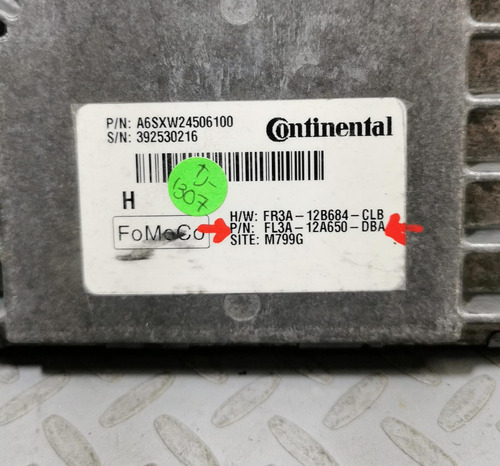 P/N: A6SXW24506100
S/N: 392530216
Continental
H
1307
FoMoCo
H/W: FR3A-12B684-CLB
P/N: FL3A-12A650-DBA
SITE: M799G